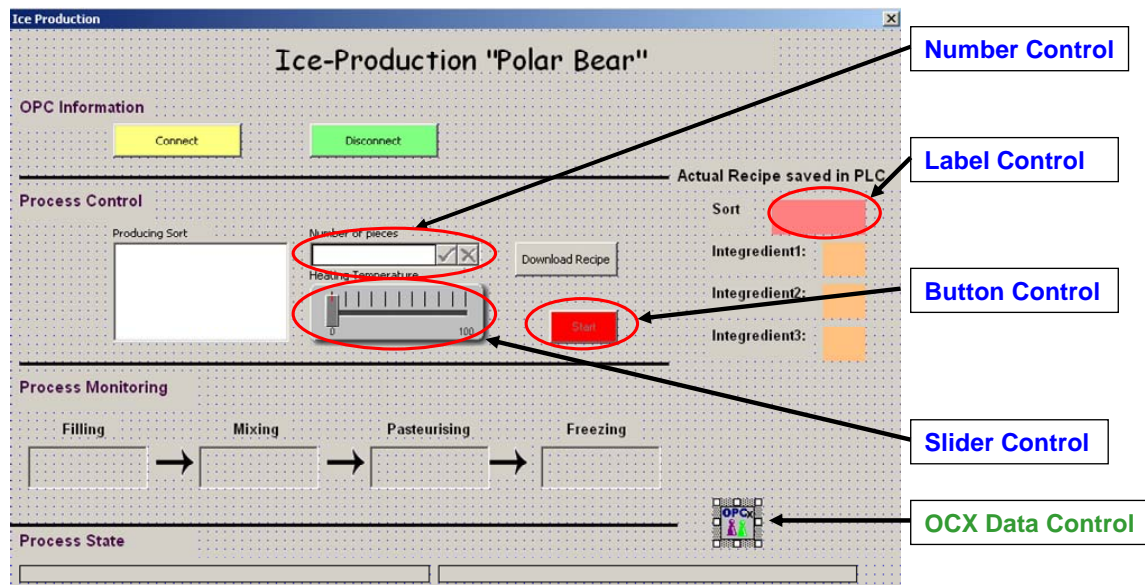 Ice Production
Ice-Production "Polar Bear"
Number Control
OPC Information
Connect
Disconnect
Label Control
Actual Recipe saved in PLC
Process Control
Sort
Producing Sort
Number of pieces
Integredient1:
Download Recipe
Heating Temperature
Integredient2:
Button Control
0
100
Start
Integredient3:
Process Monitoring
Filling
Mixing
Pasteurising
Freezing
Slider Control
OPCx
OCX Data Control
Process State